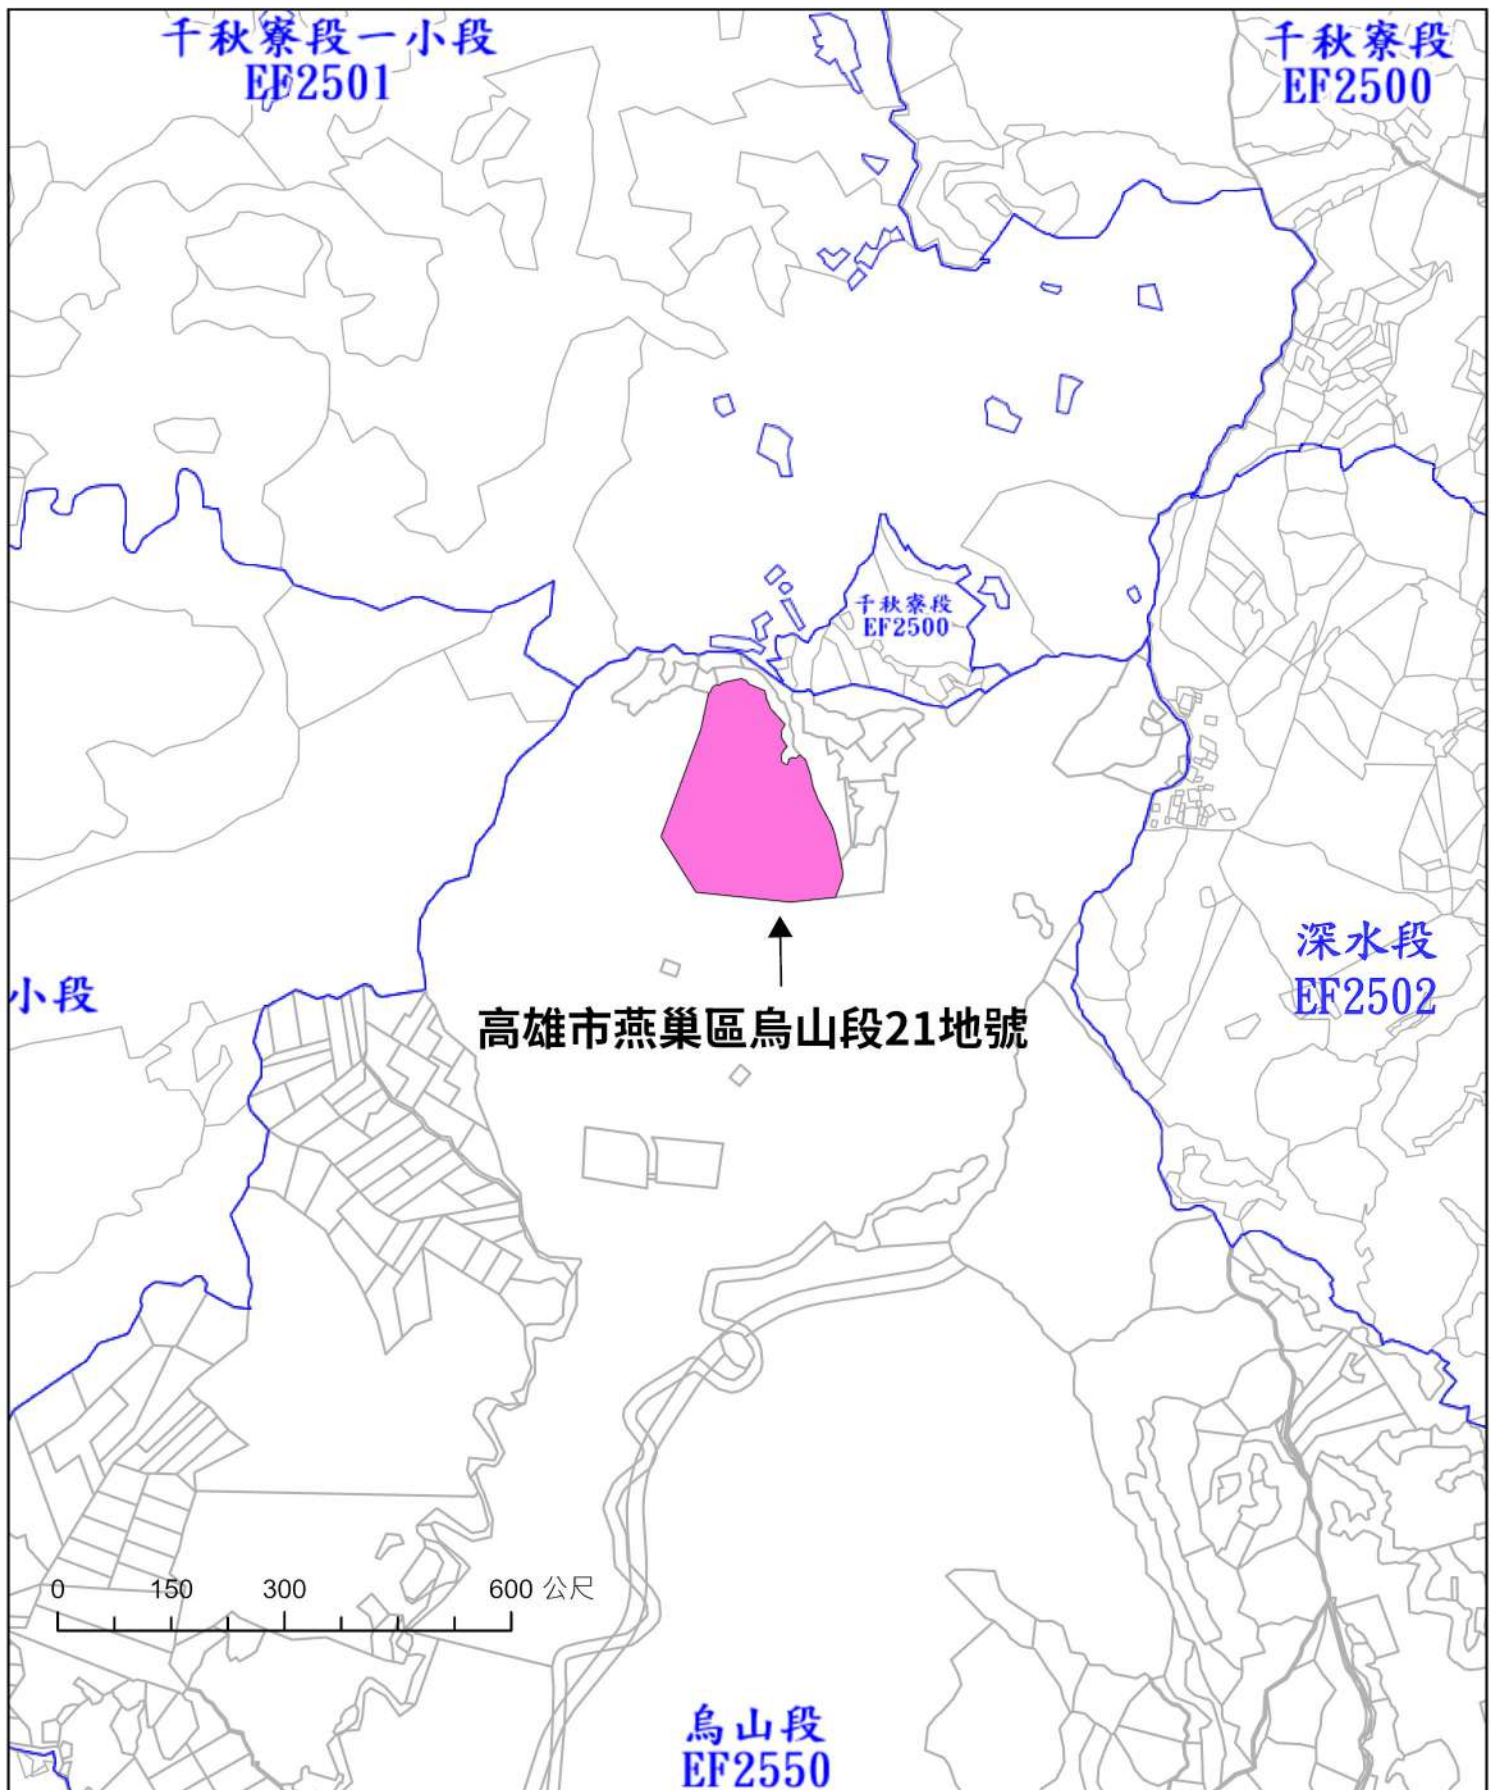 千秋寮段一小段
EF2501
千秋寮段
EF2500
千秋寮段
EF2500
深水段
EF2502
小段
高雄市燕巢區烏山段21地號
0 150 300 600 公尺
烏山段
EF2550